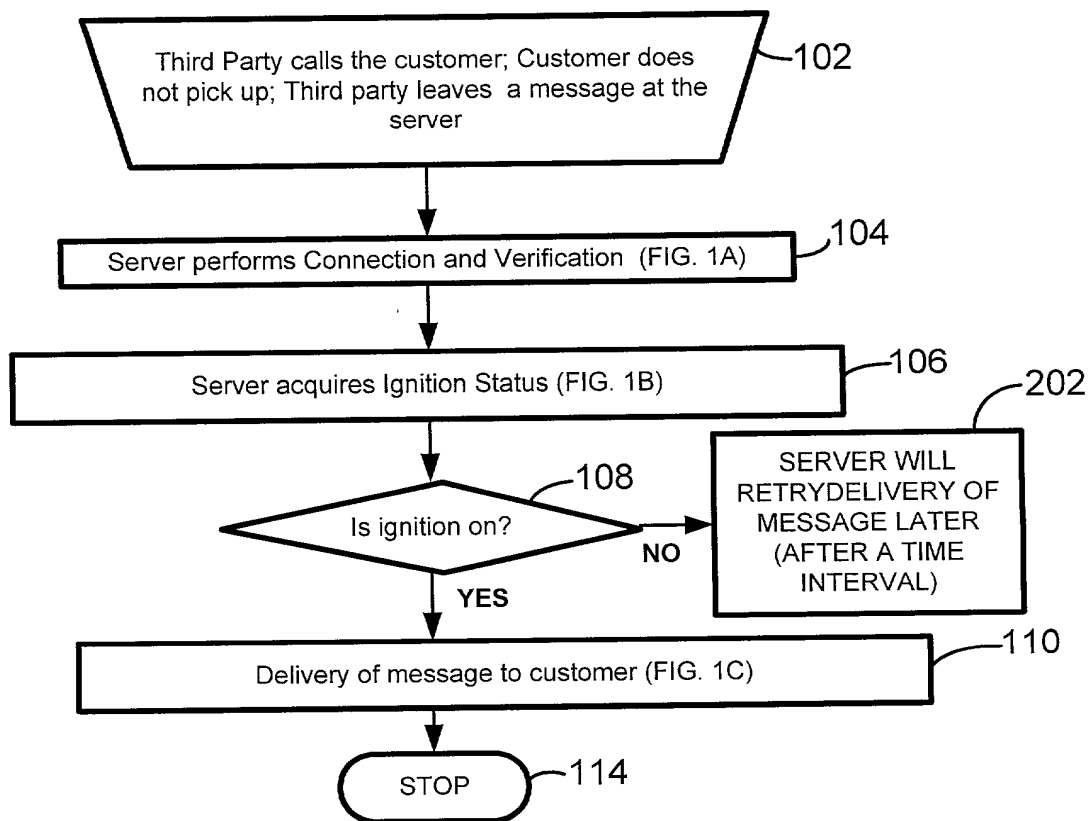 Third Party calls the customer; Customer does
not pick up; Third party leaves a message at the
server
102
Server performs Connection and Verification (FIG. 1A)
104
Server acquires Ignition Status (FIG. 1B)
106
202
Is ignition on?
108
NO
SERVER WILL
RETRYDELIVERY OF
MESSAGE LATER
(AFTER A TIME
INTERVAL)
YES
Delivery of message to customer (FIG. 1C)
110
STOP
114